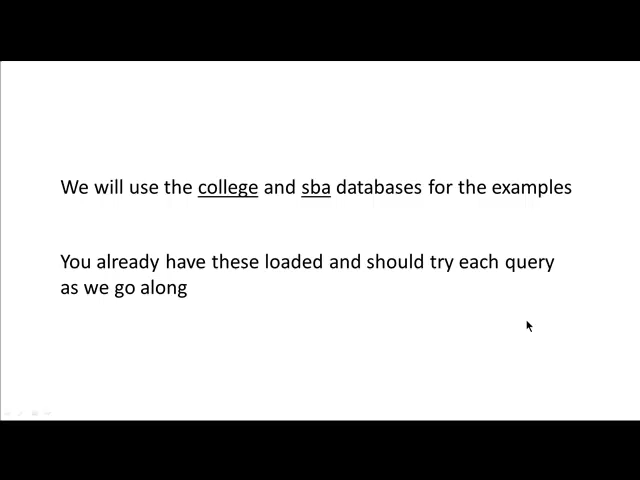 We will use the college and sba databases for the examples
You already have these loaded and should try each query
as we go along